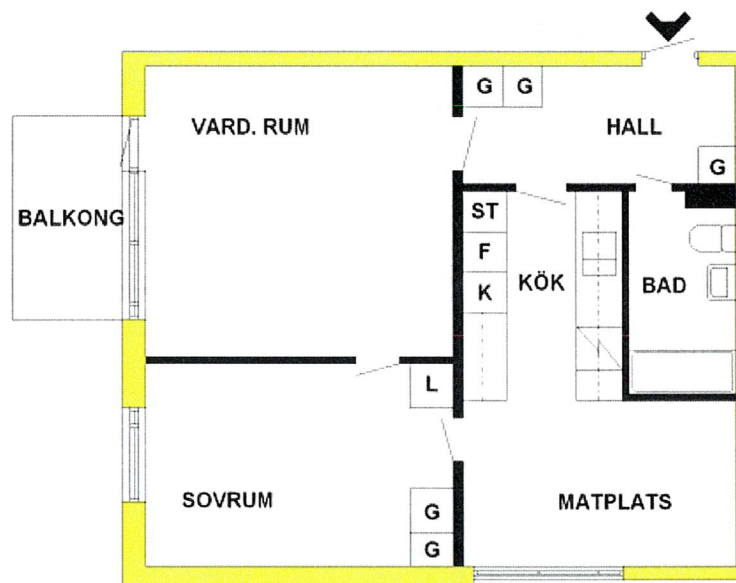 G G
VARD. RUM
HALL
G
BALKONG
ST
F
KÖK
K
BAD
L
SOVRUM
G
MATPLATS
G